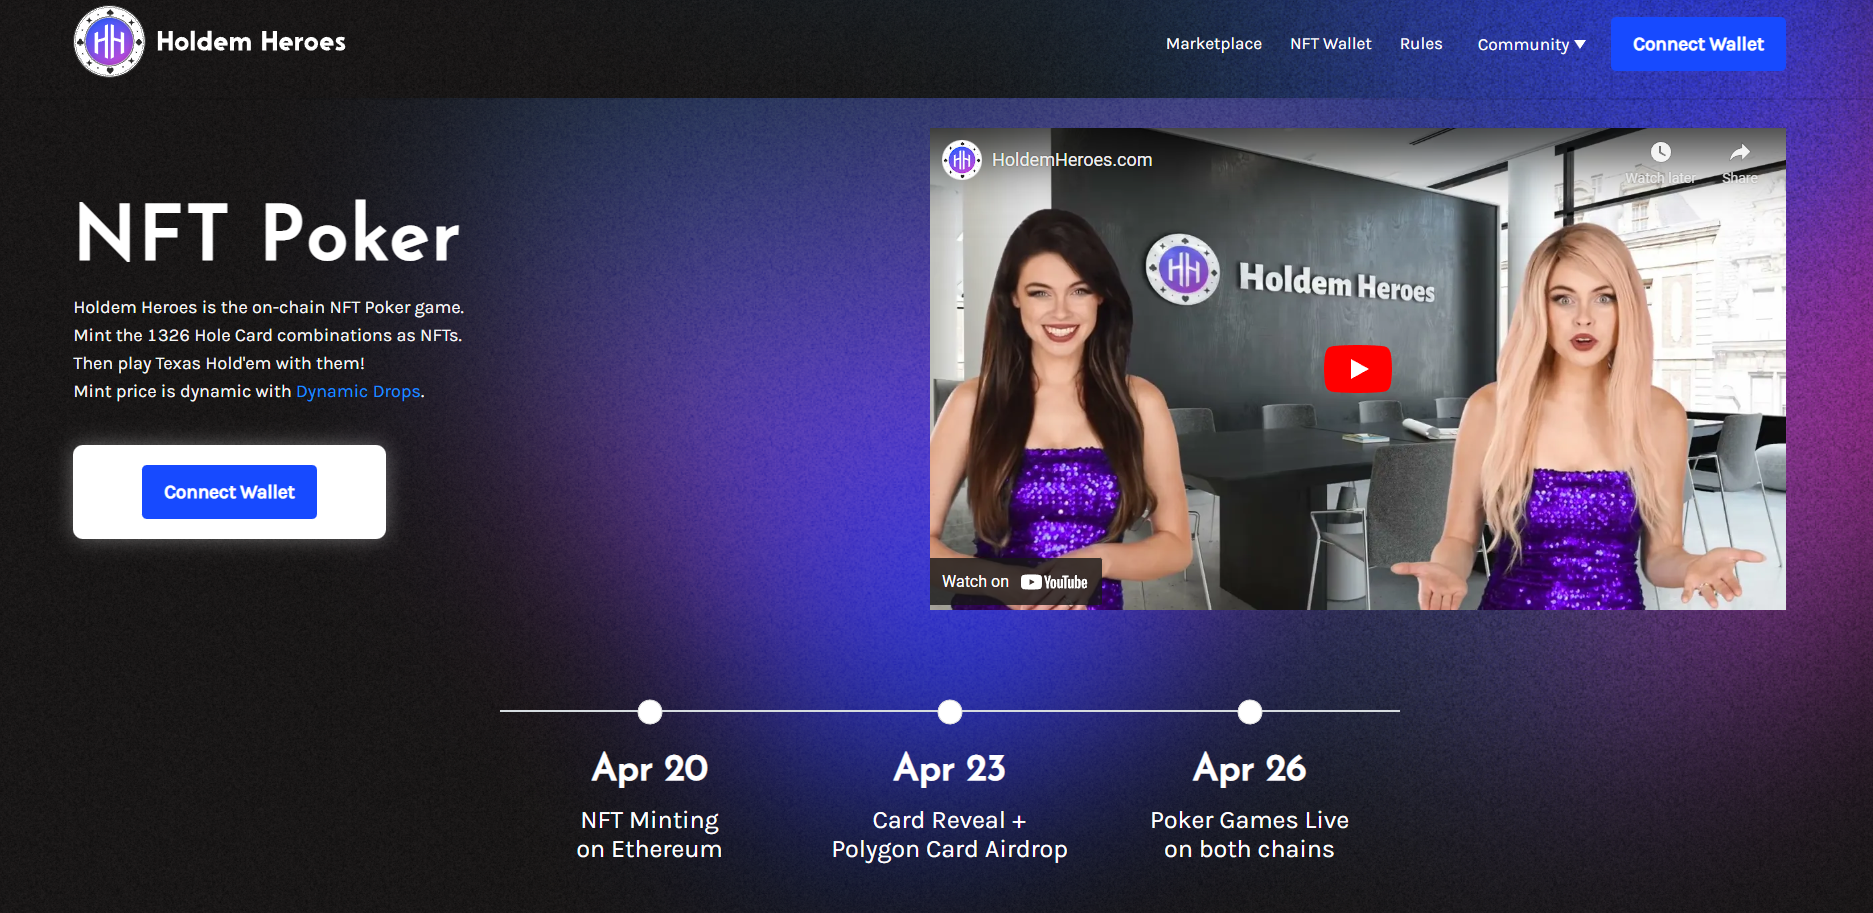 HH Holdem Heroes
Marketplace
NFT Wallet
Rules
Community
Connect Wallet
NFT Poker
Holdem Heroes is the on-chain NFT Poker game.
Mint the 1326 Hole Card combinations as NFTs.
Then play Texas Hold'em with them!
Mint price is dynamic with Dynamic Drops.
Connect Wallet
HH HoldemHeroes.com
Watch later
Share
HH Holdem Heroes
Watch on YouTube
Apr 20
NFT Minting
on Ethereum
Apr 23
Card Reveal +
Polygon Card Airdrop
Apr 26
Poker Games Live
on both chains